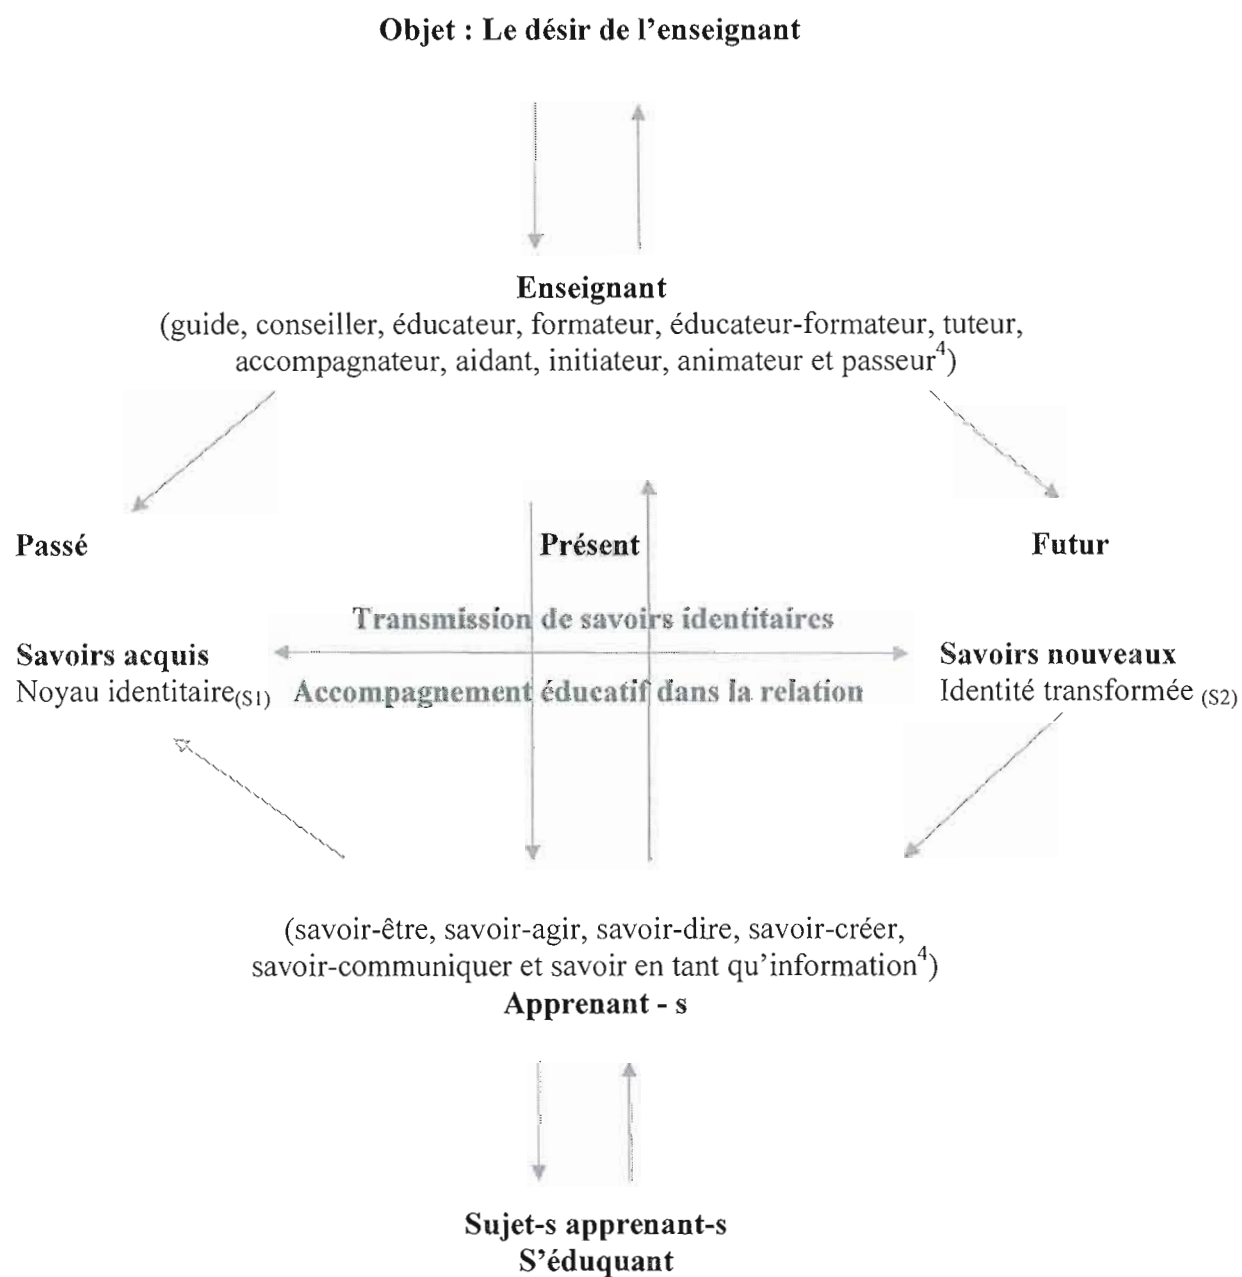 Objet : Le désir de l’enseignant
Enseignant
(guide, conseiller, éducateur, formateur, éducateur-formateur, tuteur,
accompagnateur, aidant, initiateur, animateur et passeur⁴)
Passé
Présent
Futur
Transmission de savoirs identitaires
Savoirs acquis
Savoirs nouveaux
Noyau identitaire(S1)
Accompagnement éducatif dans la relation
Identité transformée (S2)
(savoir-être, savoir-agir, savoir-dire, savoir-créer,
savoir-communiquer et savoir en tant qu’information⁴)
Apprenant - s
Sujet-s apprenant-s
S’éduquant